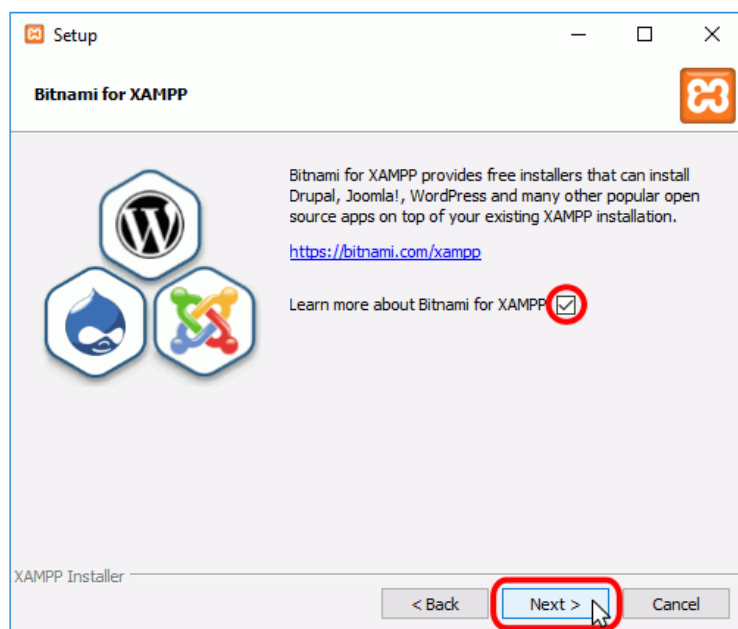 Setup
Bitnami for XAMPP
Bitnami for XAMPP provides free installers that can install
Drupal, Joomla!, WordPress and many other popular open
source apps on top of your existing XAMPP installation.
https://bitnami.com/xampp
Learn more about Bitnami for XAMPP
XAMPP Installer
< Back
Next >
Cancel